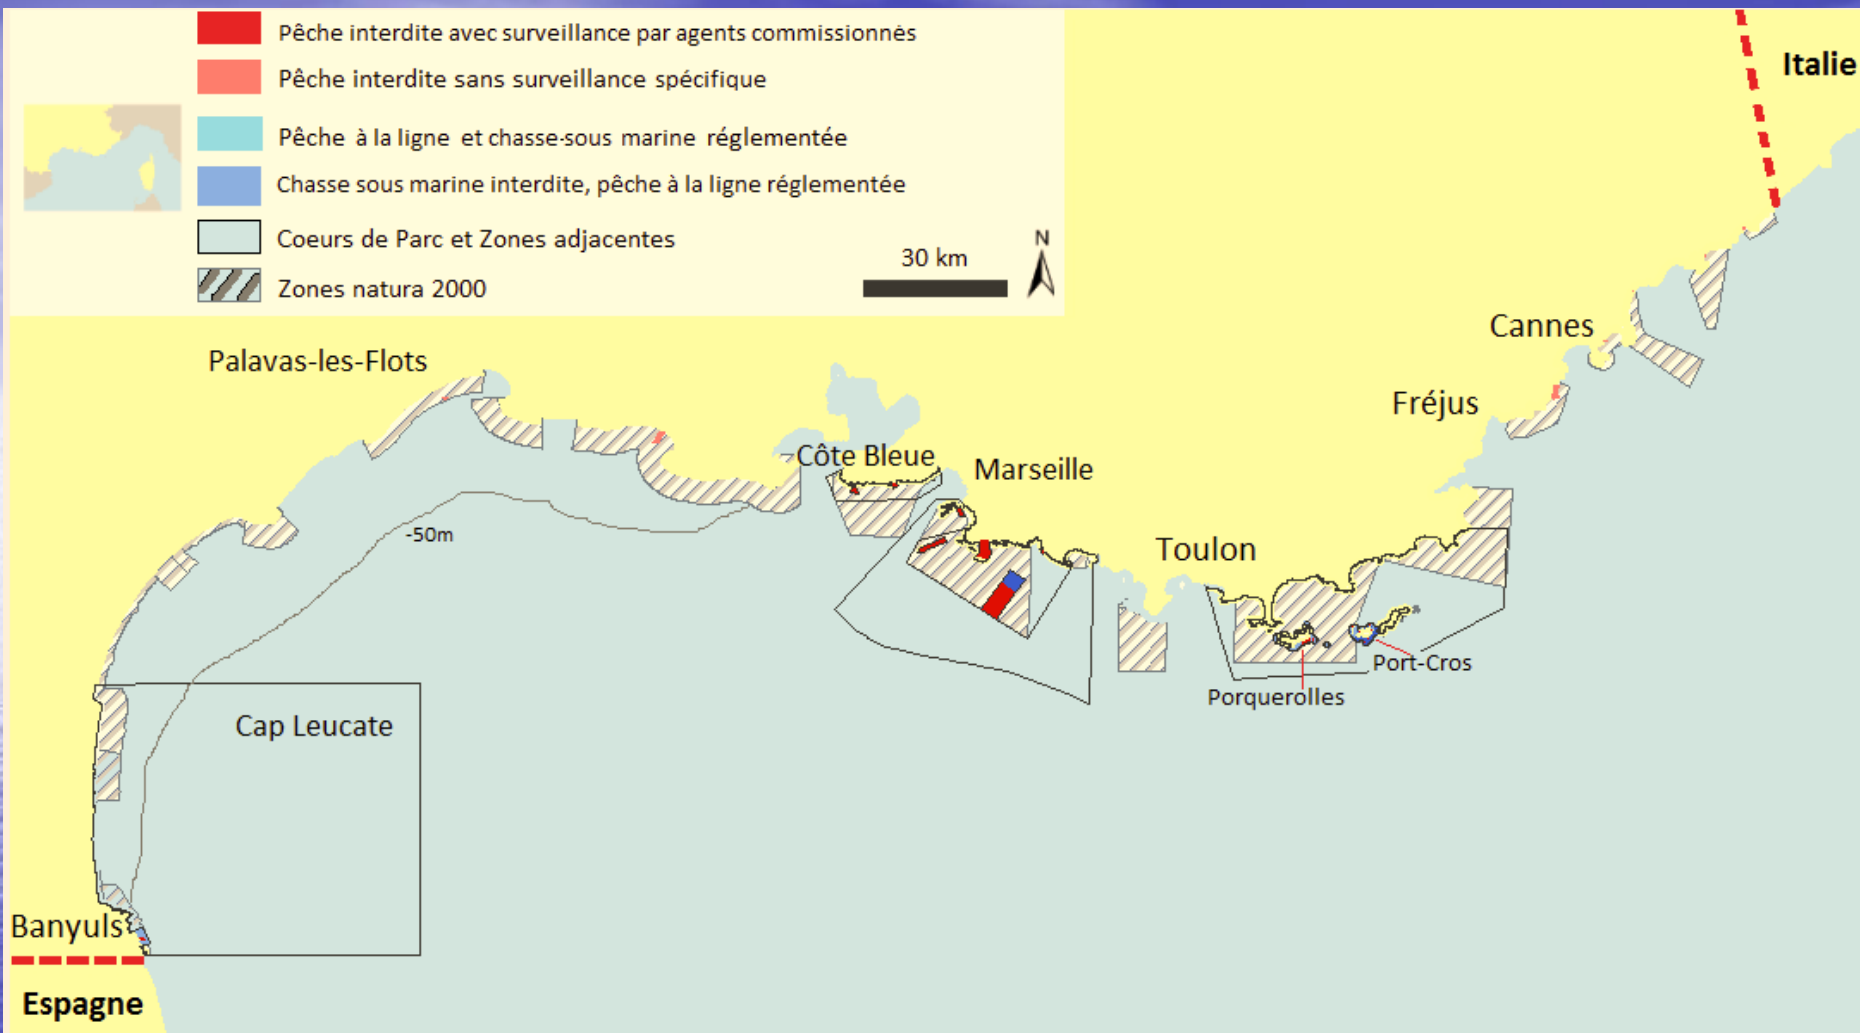 Pêche interdite avec surveillance par agents commissionnés
Pêche interdite sans surveillance spécifique
Pêche à la ligne et chasse-sous marine réglementée
Chasse sous marine interdite, pêche à la ligne réglementée
Coeurs de Parc et Zones adjacentes
Zones natura 2000
30 km
N
Italie
Cannes
Palavas-les-Flots
Fréjus
Côte Bleue
Marseille
-50m
Toulon
Port-Cros
Porquerolles
Cap Leucate
Banyuls
Espagne